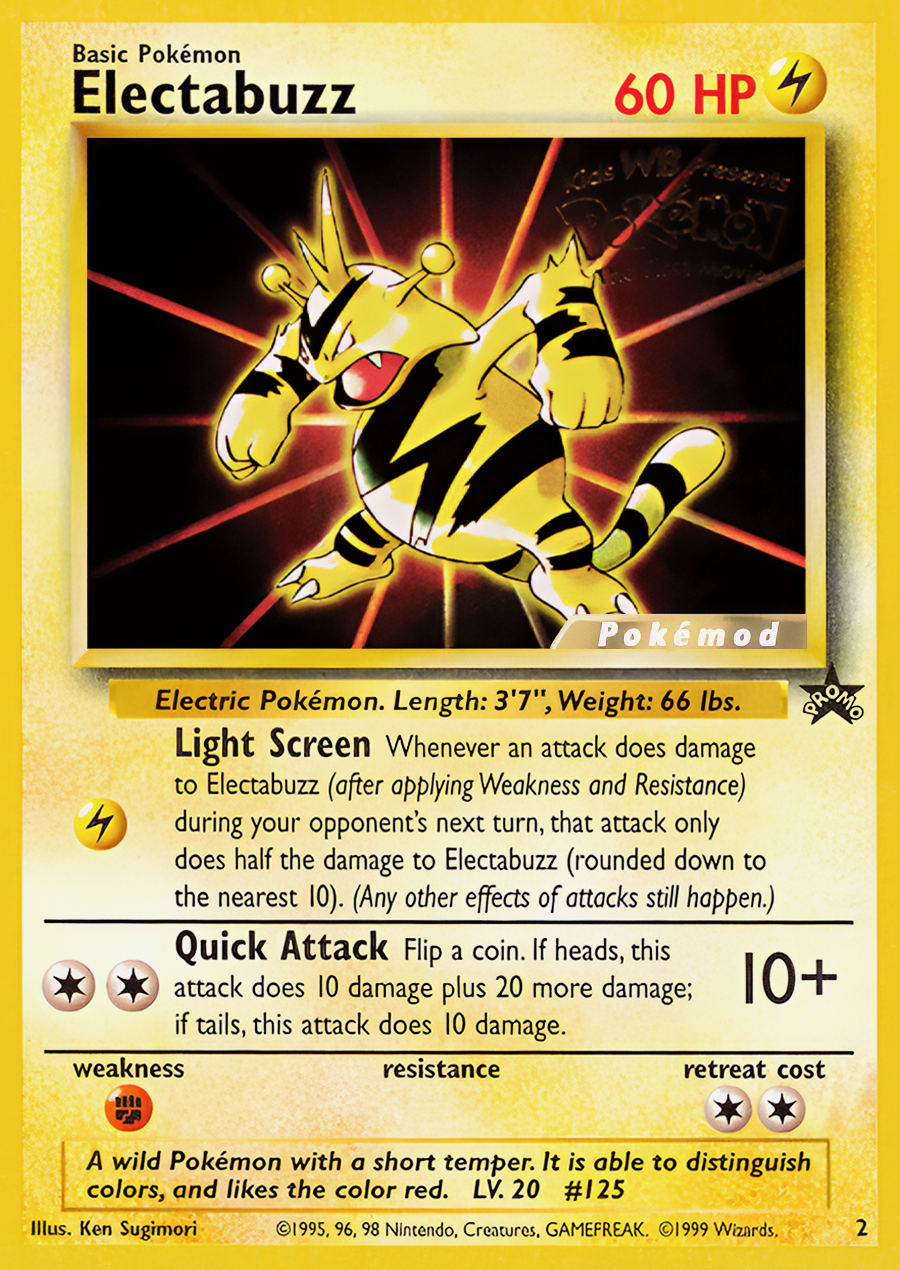 Basic Pokémon
Electabuzz
60 HP
Kids WB Presents
POKéMON
The First Movie
Pokémod
Electric Pokémon. Length: 3'7", Weight: 66 lbs.
PROMO
Light Screen Whenever an attack does damage
to Electabuzz (after applying Weakness and Resistance)
during your opponent's next turn, that attack only
does half the damage to Electabuzz (rounded down to
the nearest 10). (Any other effects of attacks still happen.)
Quick Attack Flip a coin. If heads, this
attack does 10 damage plus 20 more damage;
if tails, this attack does 10 damage.
10+
weakness
resistance
retreat cost
A wild Pokémon with a short temper. It is able to distinguish
colors, and likes the color red. LV. 20 #125
Illus. Ken Sugimori
©1995, 96, 98 Nintendo, Creatures, GAMEFREAK. ©1999 Wizards.
2